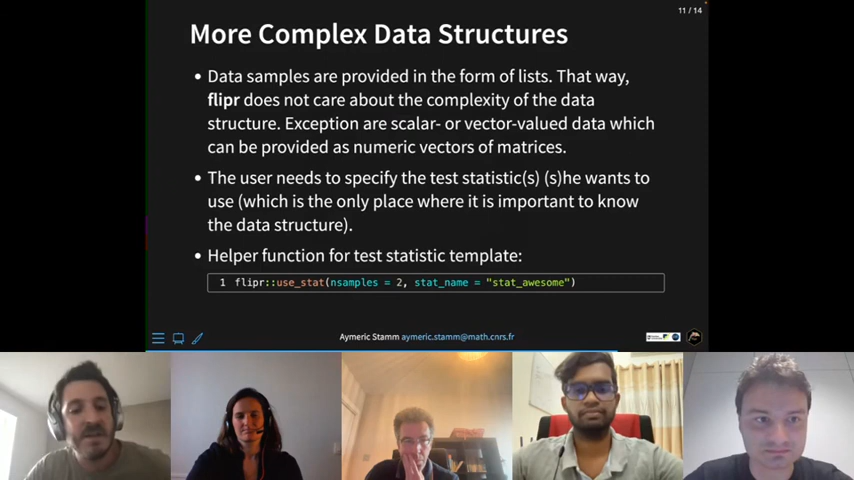 11 / 14
More Complex Data Structures
• Data samples are provided in the form of lists. That way,
flipr does not care about the complexity of the data
structure. Exception are scalar- or vector-valued data which
can be provided as numeric vectors of matrices.
• The user needs to specify the test statistic(s) (s)he wants to
use (which is the only place where it is important to know
the data structure).
• Helper function for test statistic template:
1 flipr::use_stat(nsamples = 2, stat_name = "stat_awesome")
Aymeric Stamm aymeric.stamm@math.cnrs.fr